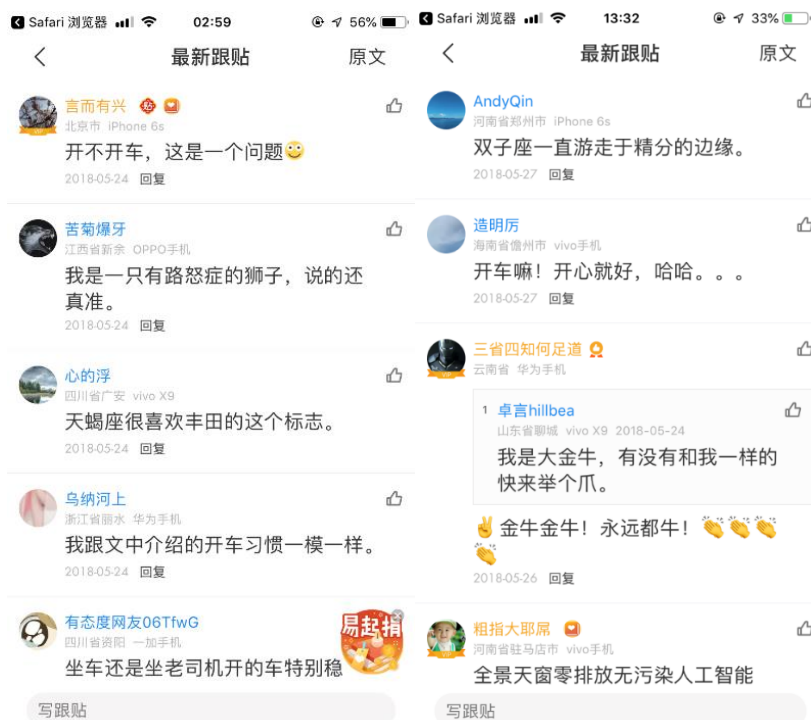 Safari 浏览器
02:59
56%
最新跟贴
原文
言而有兴
北京市 iPhone 6s
开不开车，这是一个问题
2018-05-24 回复
苦菊爆牙
江西省新余 OPPO手机
我是一只有路怒症的狮子，说的还
真准。
2018-05-24 回复
心的浮
四川省广安 vivo X9
天蝎座很喜欢丰田的这个标志。
2018-05-24 回复
乌纳河上
浙江省丽水 华为手机
我跟文中介绍的开车习惯一模一样。
2018-05-24 回复
有态度网友06TfwG
四川省资阳 一加手机
坐车还是坐老司机开的车特别稳
易起捐
写跟贴
Safari 浏览器
13:32
33%
最新跟贴
原文
AndyQin
河南省郑州市 iPhone 6s
双子座一直游走于精分的边缘。
2018-05-27 回复
造明厉
海南省儋州市 vivo手机
开车嘛！开心就好，哈哈。。。
2018-05-27 回复
三省四知何足道
云南省 华为手机
1 卓言hillbea
山东省聊城 vivo X9 2018-05-24
我是大金牛，有没有和我一样的
快来举个爪。
✌金牛金牛！永远都牛！👏👏👏
👏
2018-05-26 回复
粗指大耶屌
河南省驻马店市 vivo手机
全景天窗零排放无污染人工智能
写跟贴